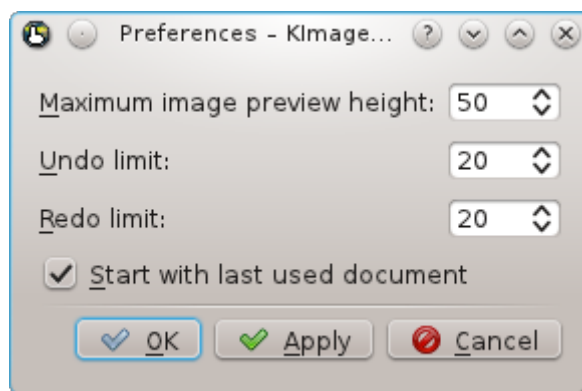 Preferences – KImage...
Maximum image preview height: 50
Undo limit: 20
Redo limit: 20
Start with last used document
OK Apply Cancel